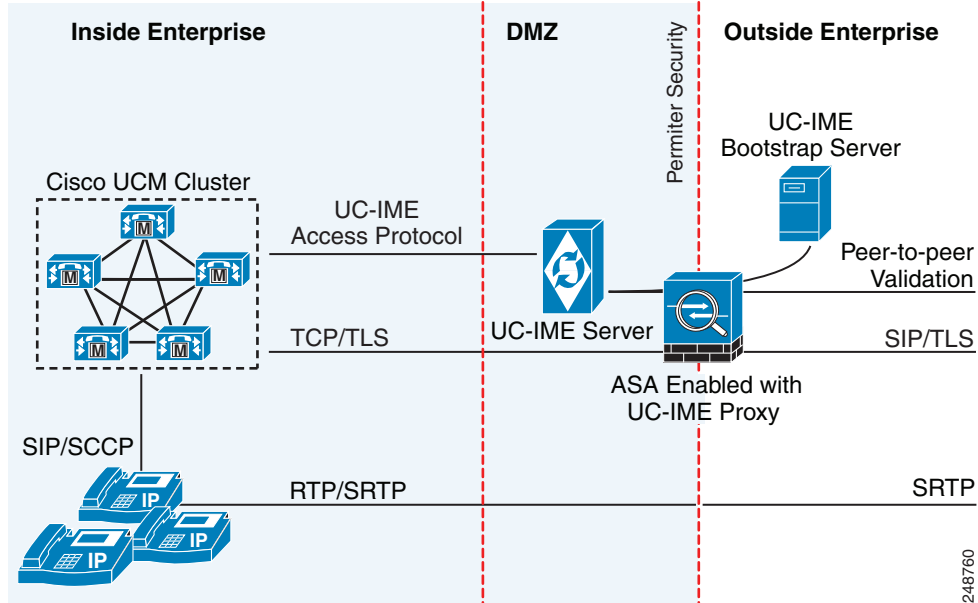 Inside Enterprise
DMZ
Permiter Security
Outside Enterprise
UC-IME
Bootstrap Server
Cisco UCM Cluster
M
M
M
M
M
UC-IME
Access Protocol
Peer-to-peer
Validation
UC-IME Server
TCP/TLS
SIP/TLS
ASA Enabled with
UC-IME Proxy
SIP/SCCP
IP
IP
IP
RTP/SRTP
SRTP
248760